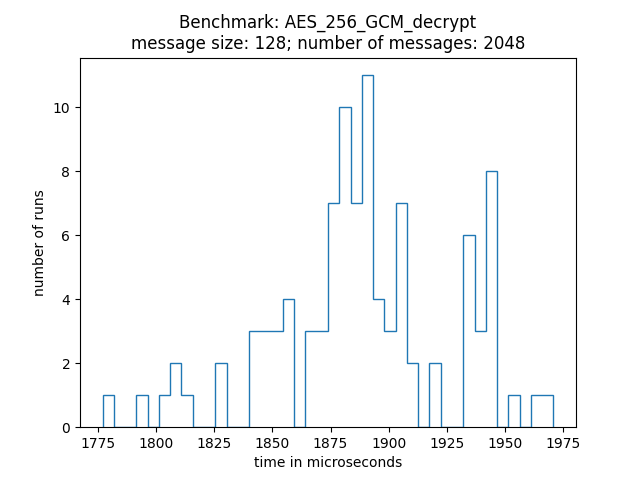 Benchmark: AES_256_GCM_decrypt
message size: 128; number of messages: 2048
number of runs
10
8
6
4
2
0
1775 1800 1825 1850 1875 1900 1925 1950 1975
time in microseconds